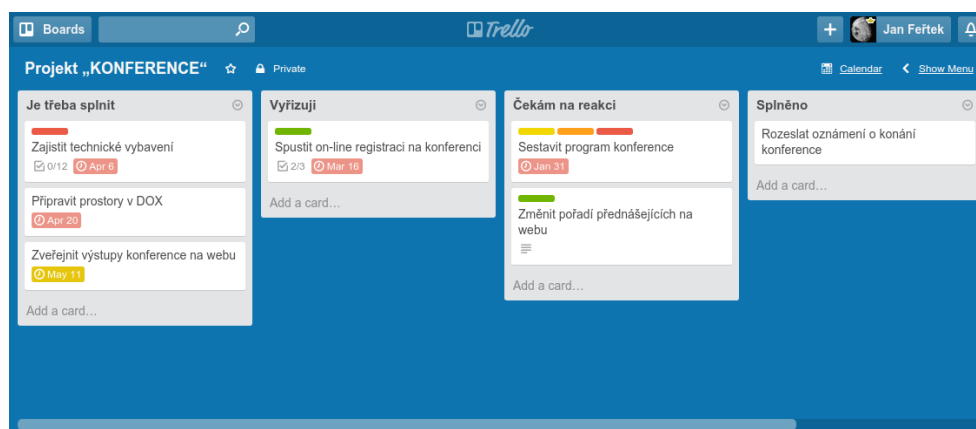 Boards
Trello
Jan Feřtek
Projekt „KONFERENCE“
Private
Calendar
Show Menu
Je třeba splnit
Zajistit technické vybavení
0/12 Apr 6
Připravit prostory v DOX
Apr 20
Zveřejnit výstupy konference na webu
May 11
Add a card…
Vyřizuji
Spustit on-line registraci na konferenci
2/3 Mar 16
Add a card…
Čekám na reakci
Sestavit program konference
Jan 31
Změnit pořadí přednášejících na
webu
Add a card…
Splněno
Rozeslat oznámení o konání
konference
Add a card…